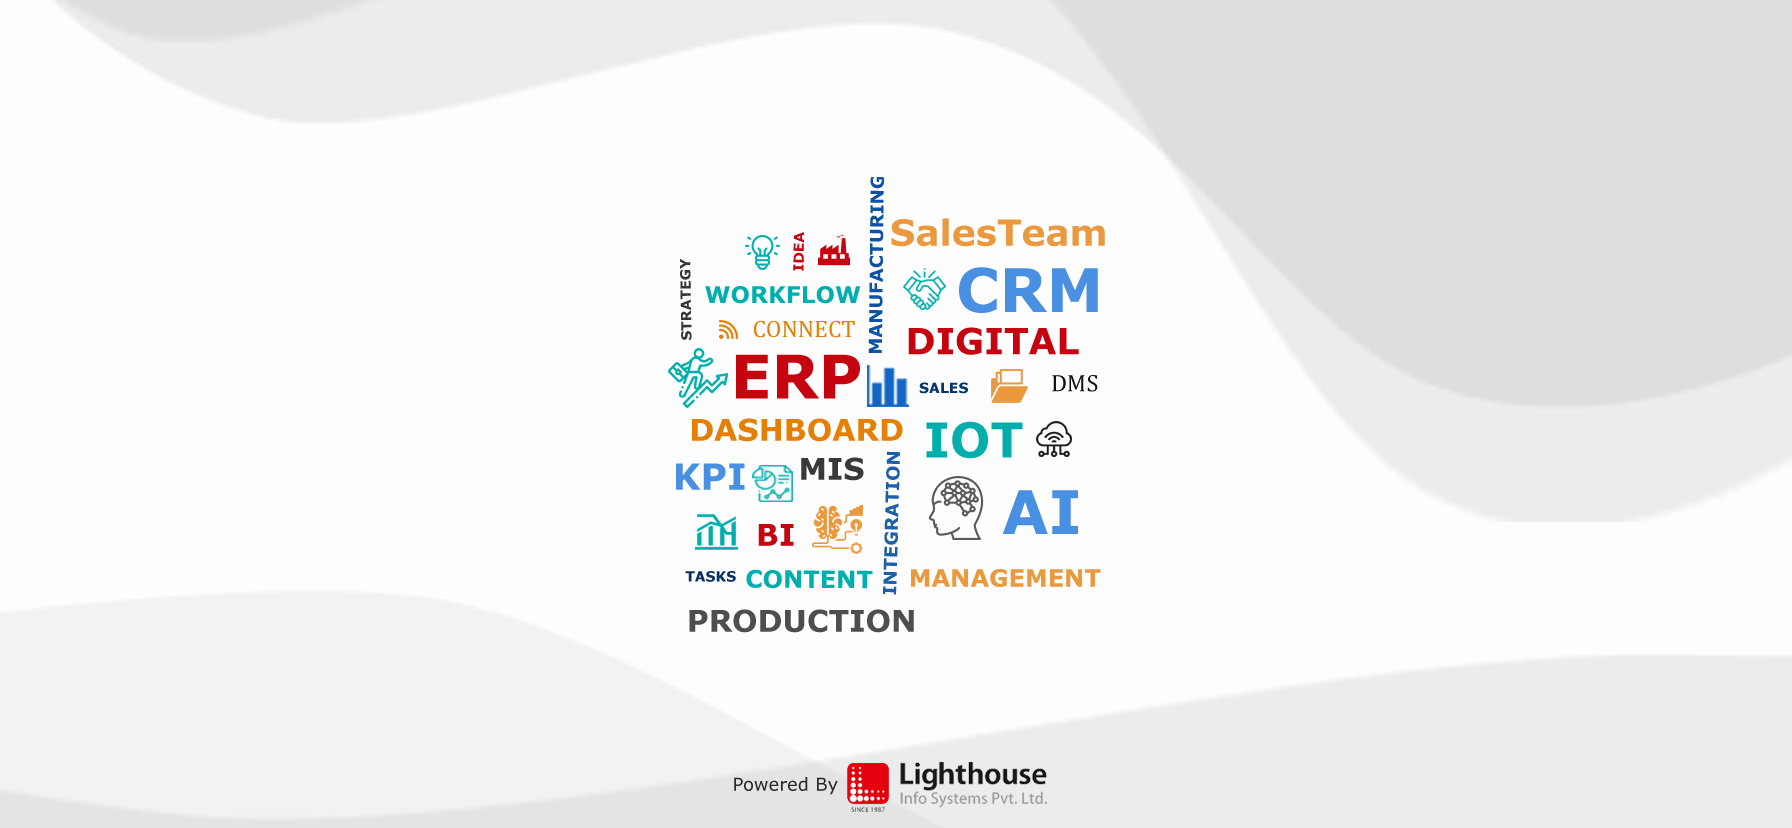 MANUFACTURING
SalesTeam
IDEA
STRATEGY
WORKFLOW
CRM
CONNECT
DIGITAL
ERP
SALES
DMS
DASHBOARD
IOT
KPI
MIS
INTEGRATION
AI
BI
TASKS
CONTENT
MANAGEMENT
PRODUCTION
Powered By
Lighthouse
Info Systems Pvt. Ltd.
SINCE 1987